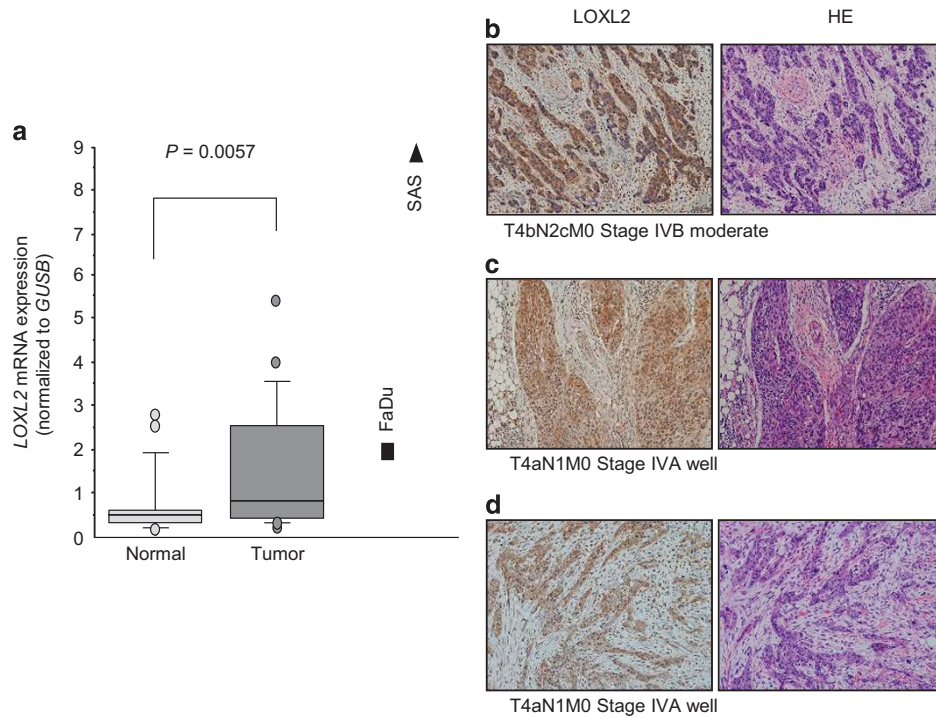 a
P = 0.0057
9
8
7
6
5
4
3
2
1
0
LOXL2 mRNA expression
(normalized to GUSB)
SAS
FaDu
Normal
Tumor
LOXL2
HE
b
T4bN2cM0 Stage IVB moderate
c
T4aN1M0 Stage IVA well
d
T4aN1M0 Stage IVA well